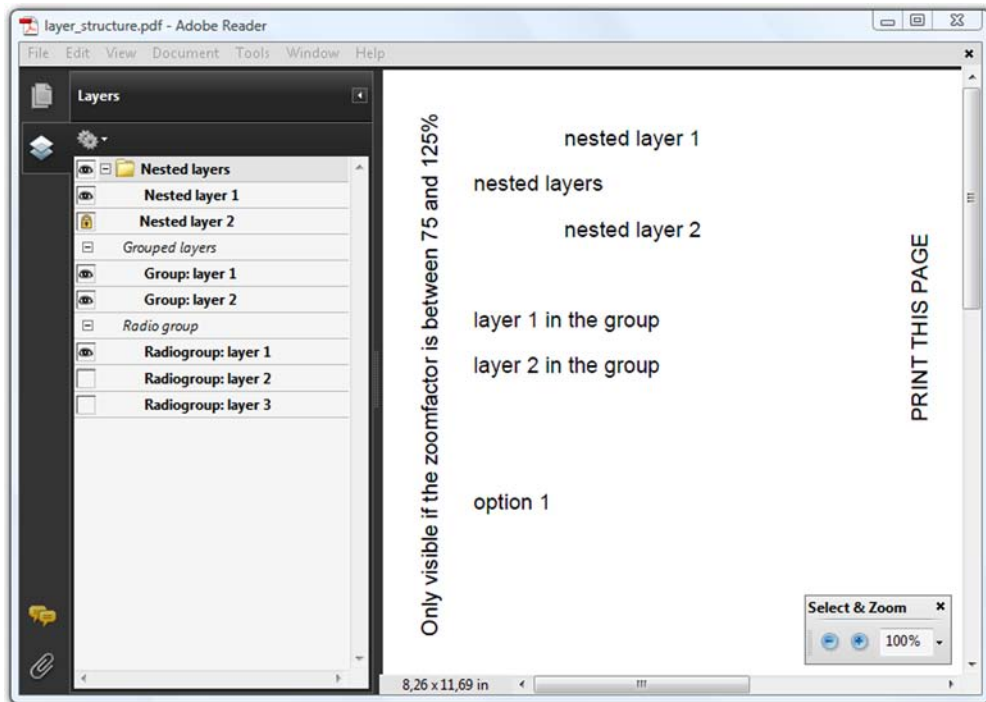 layer_structure.pdf - Adobe Reader
File Edit View Document Tools Window Help
Layers
Nested layers
Nested layer 1
Nested layer 2
Grouped layers
Group: layer 1
Group: layer 2
Radio group
Radiogroup: layer 1
Radiogroup: layer 2
Radiogroup: layer 3
Only visible if the zoomfactor is between 75 and 125%
nested layer 1
nested layers
nested layer 2
layer 1 in the group
layer 2 in the group
option 1
PRINT THIS PAGE
Select & Zoom
100%
8,26 x 11,69 in